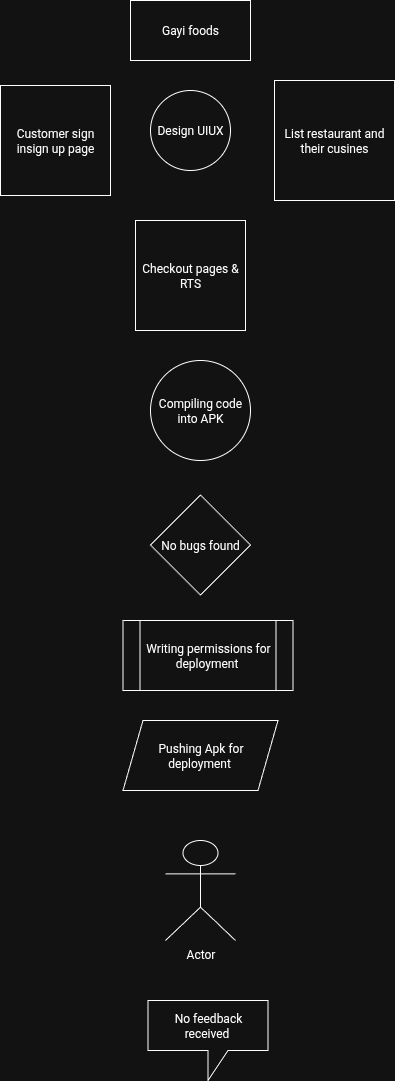 Gayi foods
Customer sign
insign up page
Design UIUX
List restaurant and
their cusines
Checkout pages &
RTS
Compiling code
into APK
No bugs found
Writing permissions for
deployment
Pushing Apk for
deployment
Actor
No feedback
received